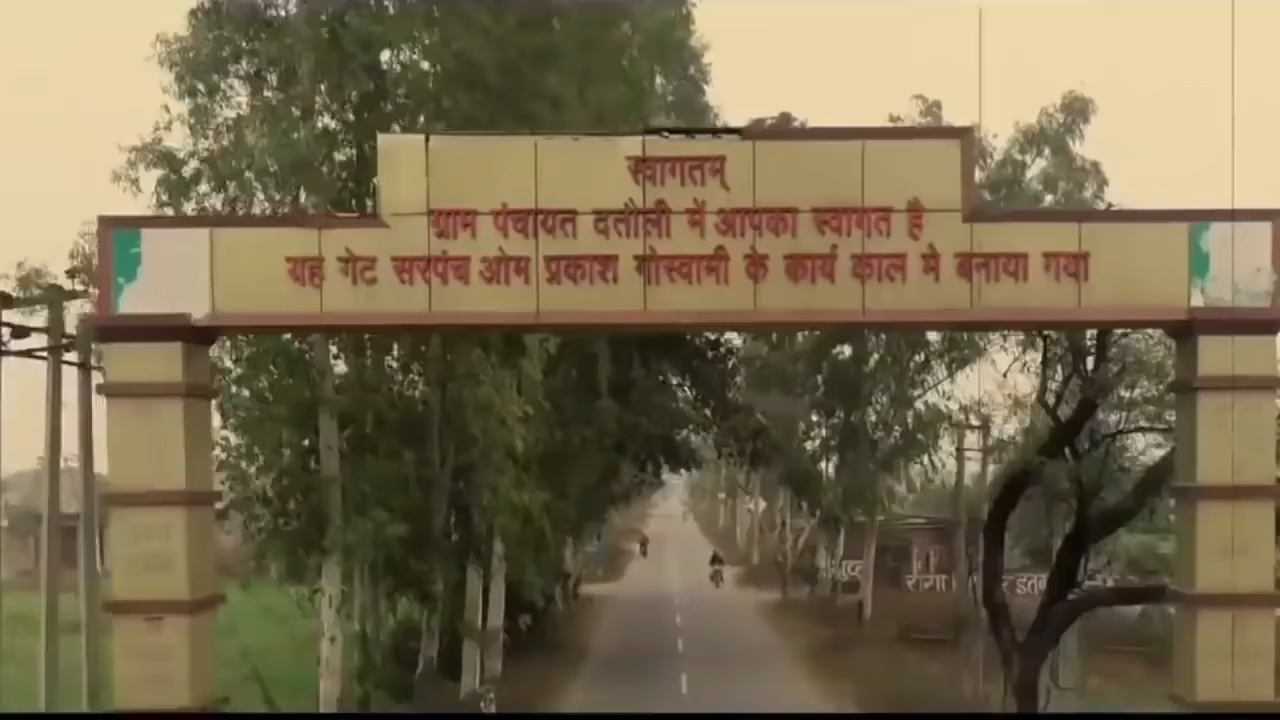 स्वागतम्
ग्राम पंचायत दतौली में आपका स्वागत है
यह गेट सरपंच ओम प्रकाश गोस्वामी के कार्य काल मे बनाया गया